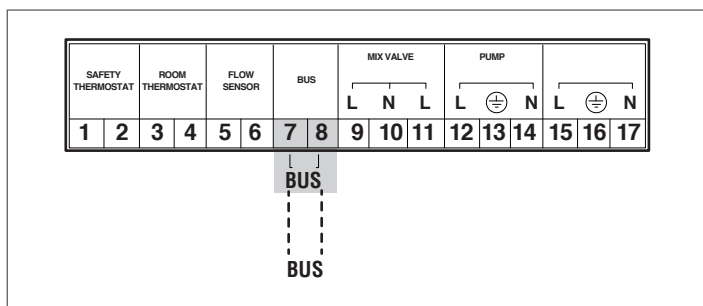 MIX VALVE PUMP
SAFETY THERMOSTAT ROOM THERMOSTAT FLOW SENSOR BUS
L N L L N L N
1 2 3 4 5 6 7 8 9 10 11 12 13 14 15 16 17
BUS
BUS